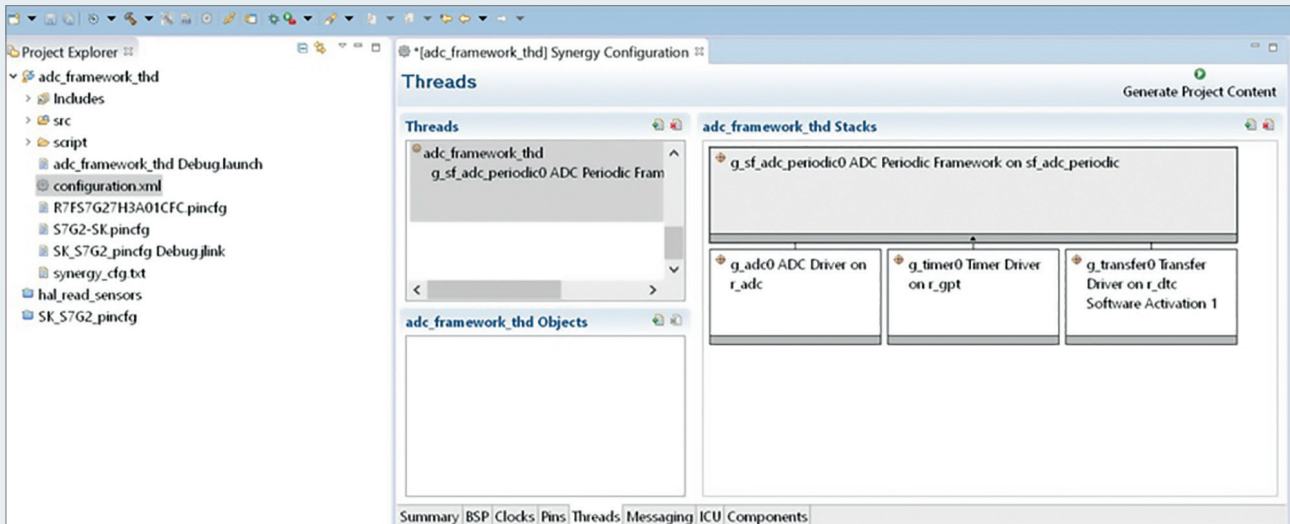 Project Explorer
adc_framework_thd
Includes
src
script
adc_framework_thd Debug.launch
configuration.xml
R7FS7G27H3A01CFC.pincfg
S7G2-SK.pincfg
SK_S7G2_pincfg Debug.jlink
synergy_cfg.txt
hal_read_sensors
SK_S7G2_pincfg
*[adc_framework_thd] Synergy Configuration
Threads
Generate Project Content
Threads
adc_framework_thd
g_sf_adc_periodic0 ADC Periodic Fram
adc_framework_thd Objects
adc_framework_thd Stacks
g_sf_adc_periodic0 ADC Periodic Framework on sf_adc_periodic
g_adc0 ADC Driver on
r_adc
g_timer0 Timer Driver
on r_gpt
g_transfer0 Transfer
Driver on r_dtc
Software Activation 1
Summary BSP Clocks Pins Threads Messaging ICU Components